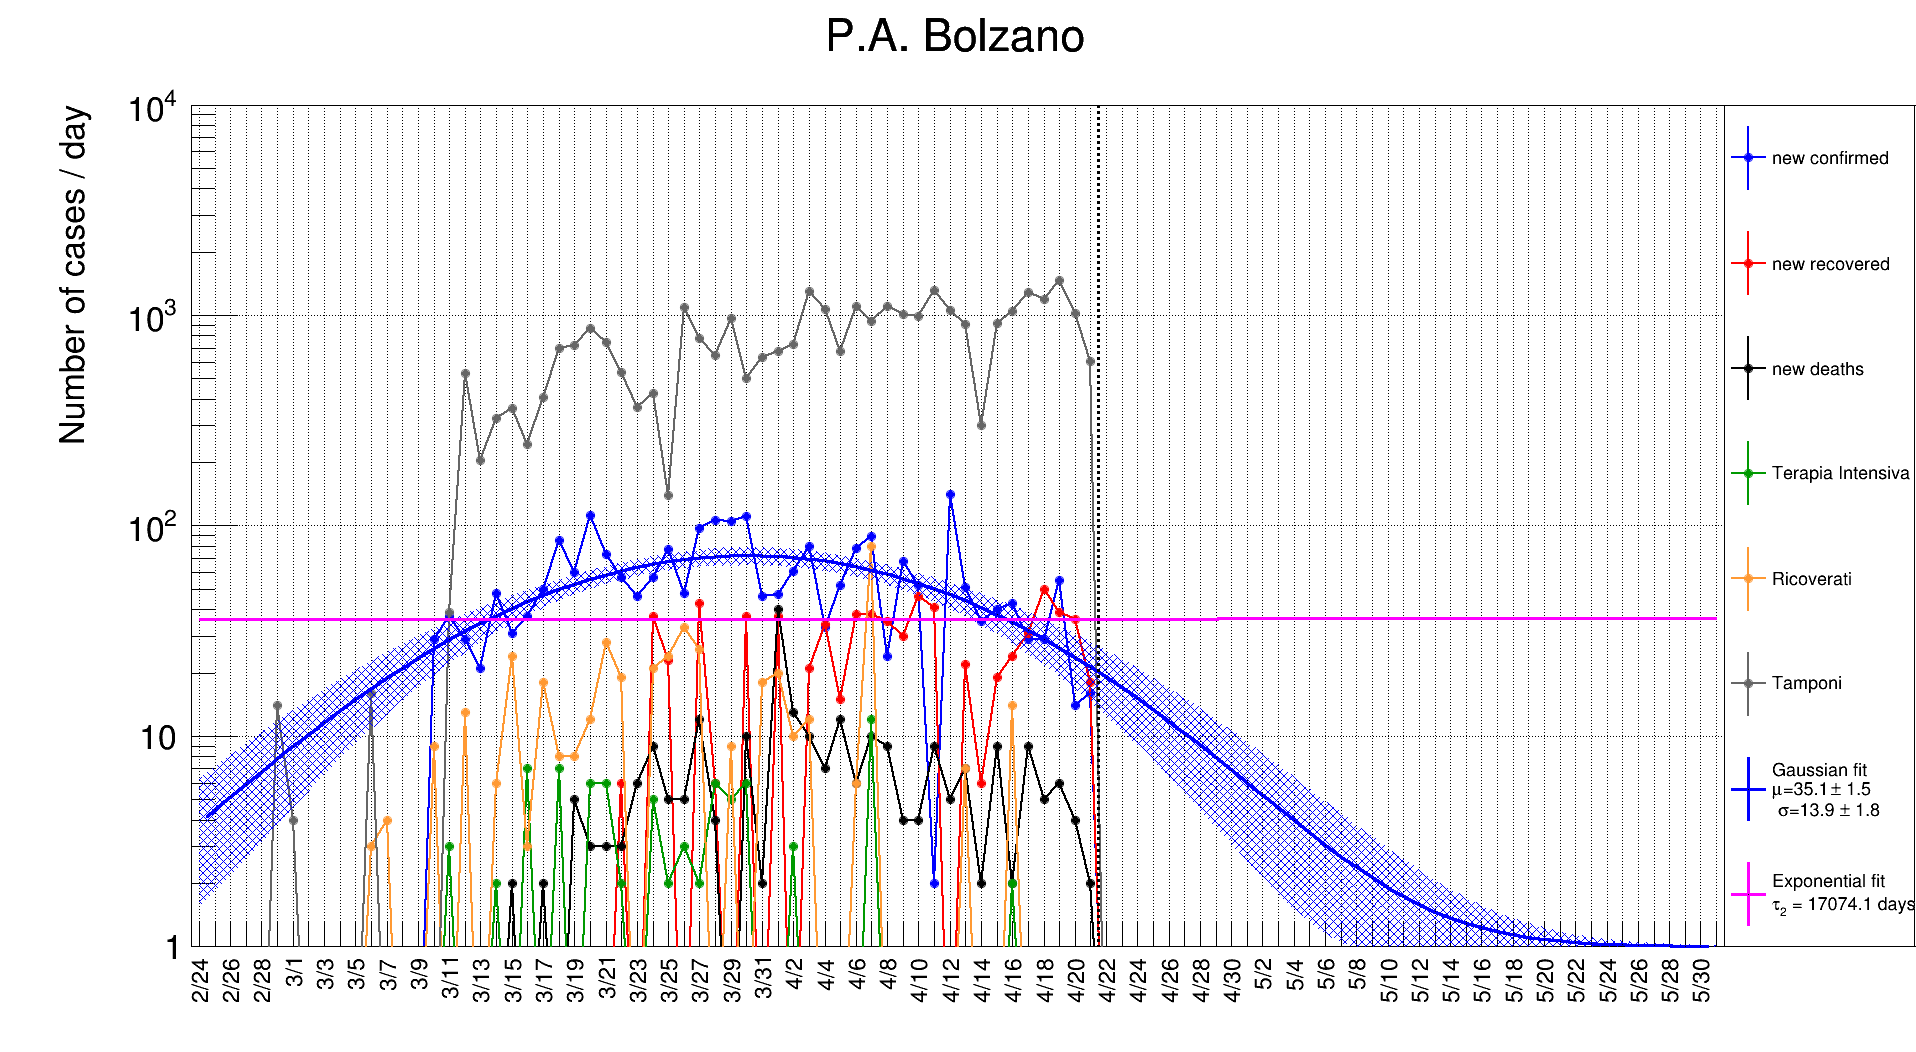 P.A. Bolzano
Number of cases / day
10⁴
10³
10²
10
1
2/24 2/26 2/28 3/1 3/3 3/5 3/7 3/9 3/11 3/13 3/15 3/17 3/19 3/21 3/23 3/25 3/27 3/29 3/31 4/2 4/4 4/6 4/8 4/10 4/12 4/14 4/16 4/18 4/20 4/22 4/24 4/26 4/28 4/30 5/2 5/4 5/6 5/8 5/10 5/12 5/14 5/16 5/18 5/20 5/22 5/24 5/26 5/28 5/30
new confirmed
new recovered
new deaths
Terapia Intensiva
Ricoverati
Tamponi
Gaussian fit
μ=35.1 ± 1.5
σ=13.9 ± 1.8
Exponential fit
τ₂ = 17074.1 days